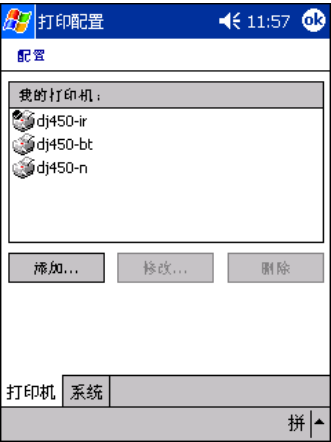 打印配置 11:57 ok
配置
我的打印机：
dj450-ir
dj450-bt
dj450-n
添加... 修改... 删除
打印机 系统
拼